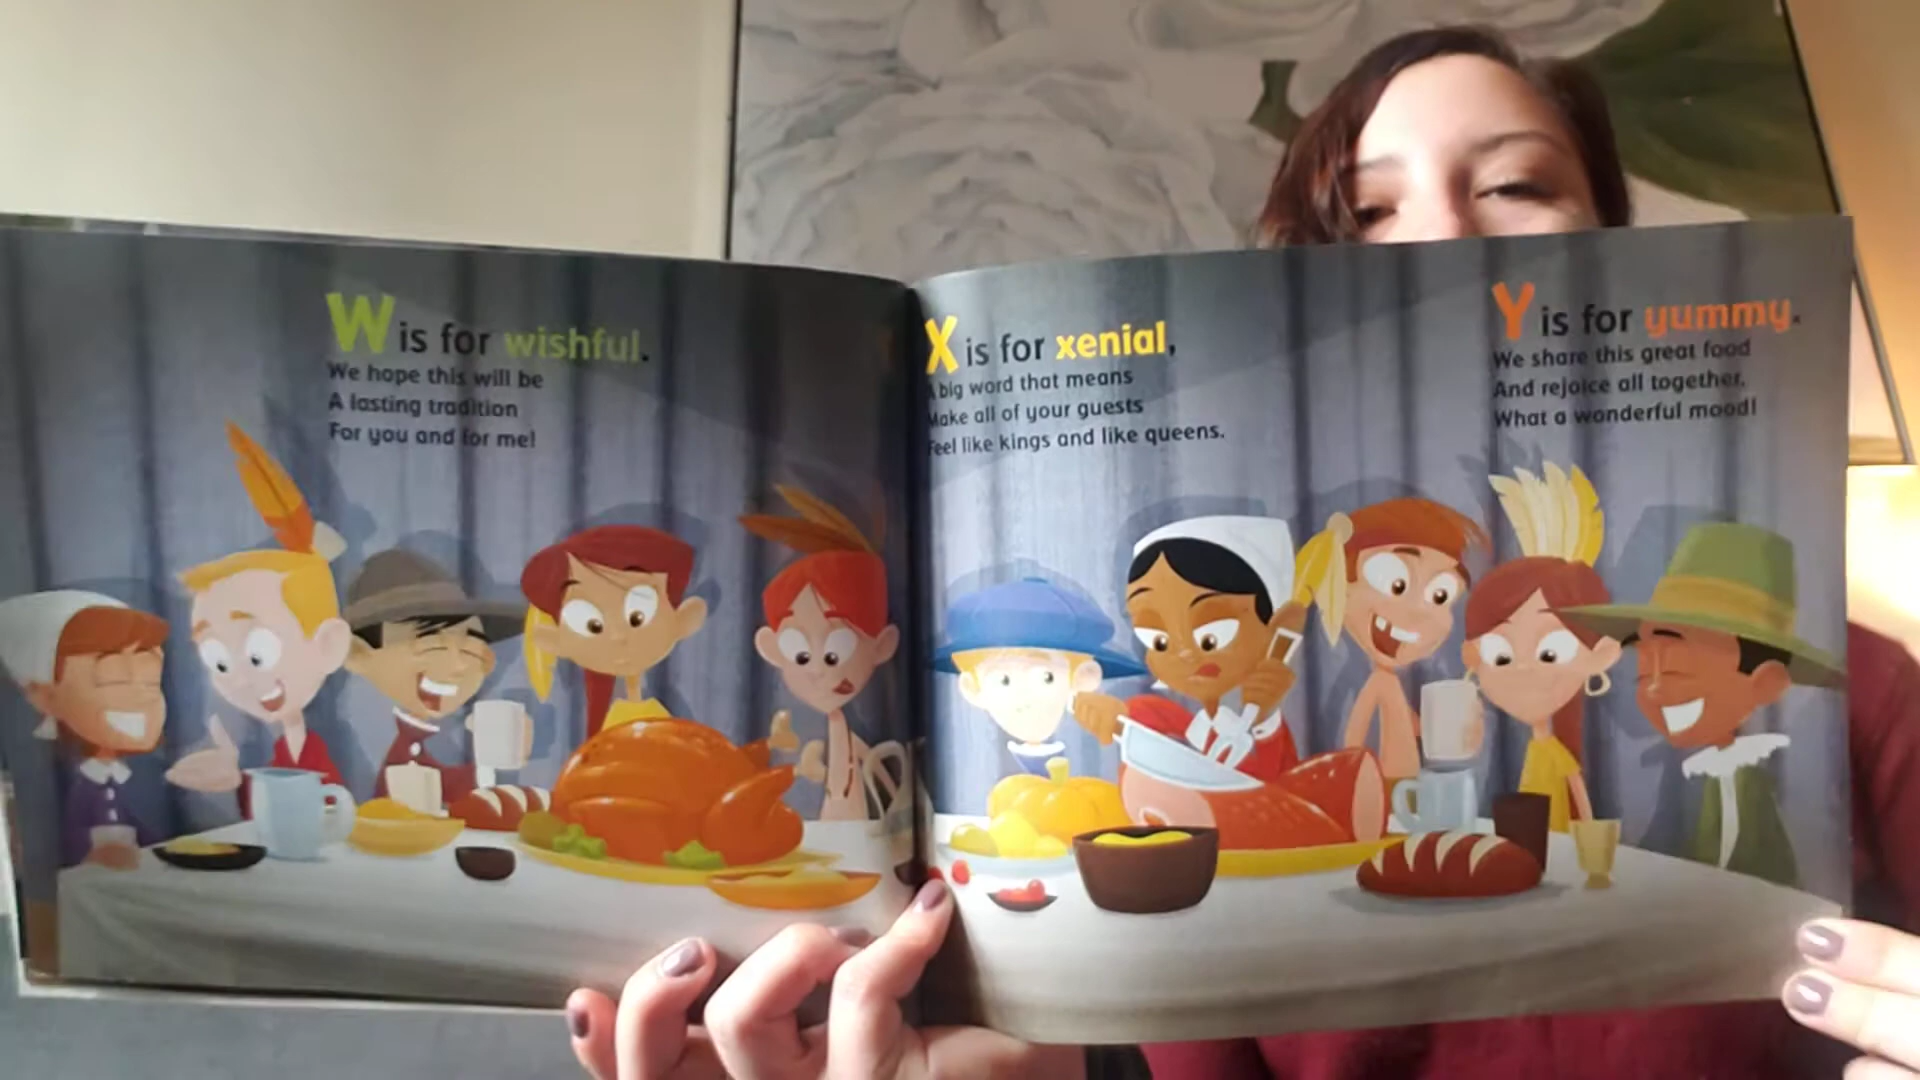 W is for wishful.
We hope this will be
A lasting tradition
For you and for me!
X is for xenial,
A big word that means
Make all of your guests
Feel like kings and like queens.
Y is for yummy.
We share this great food
And rejoice all together,
What a wonderful mood!